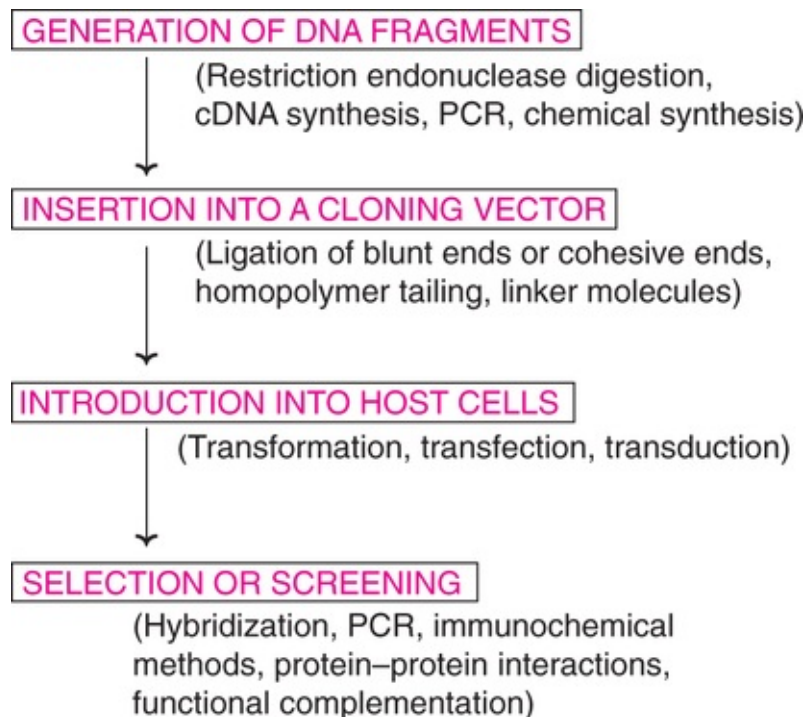 GENERATION OF DNA FRAGMENTS
(Restriction endonuclease digestion,
cDNA synthesis, PCR, chemical synthesis)
INSERTION INTO A CLONING VECTOR
(Ligation of blunt ends or cohesive ends,
homopolymer tailing, linker molecules)
INTRODUCTION INTO HOST CELLS
(Transformation, transfection, transduction)
SELECTION OR SCREENING
(Hybridization, PCR, immunochemical
methods, protein–protein interactions,
functional complementation)